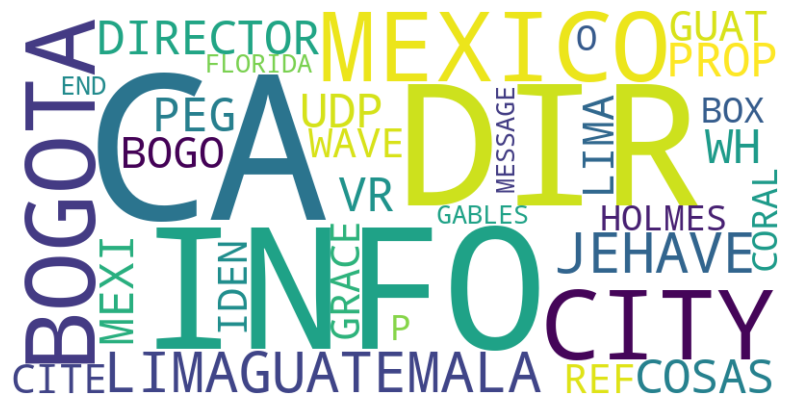 BOGOTA
DIRECTOR
FLORIDA
MEXICO
O
GUAT
PROP
END
CA
PEG
BOGO
UDP
WAVE
DIR
MESSAGE
LIMA
BOX
WH
VR
GABLES
HOLMES
CORAL
MEXI
INFO
IDEN
GRACE
P
JEHAVE
CITY
CITE
LIMAGUATEMALA
REF
COSAS